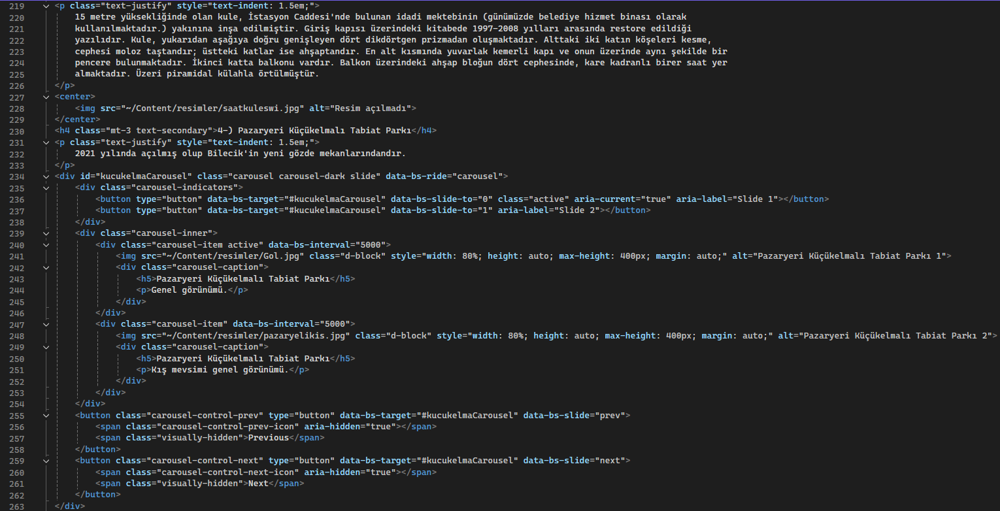 219 <p class="text-justify" style="text-indent: 1.5em;">
220 15 metre yüksekliğinde olan kule, İstasyon Caddesi'nde bulunan idadi mektebinin (günümüzde belediye hizmet binası olarak
221 kullanılmaktadır.) yakınına inşa edilmiştir. Giriş kapısı üzerindeki kitabede 1997-2008 yılları arasında restore edildiği
222 yazılıdır. Kule, yukarıdan aşağıya doğru genişleyen dört dikdörtgen prizmadan oluşmaktadır. Alttaki iki katın köşeleri kesme,
223 cephesi moloz taştandır; üstteki katlar ise ahşaptandır. En alt kısmında yuvarlak kemerli kapı ve onun üzerinde aynı şekilde bir
224 pencere bulunmaktadır. İkinci katta balkonu vardır. Balkon üzerindeki ahşap bloğun dört cephesinde, kare kadranlı birer saat yer
225 almaktadır. Üzeri piramidal külahla örtülmüştür.
226 </p>
227 <center>
228 <img src="~/Content/resimler/saatkuleswi.jpg" alt="Resim açılmadı">
229 </center>
230 <h4 class="mt-3 text-secondary">4-) Pazaryeri Küçükelmalı Tabiat Parkı</h4>
231 <p class="text-justify" style="text-indent: 1.5em;">
232 2021 yılında açılmış olup Bilecik'in yeni gözde mekanlarındandır.
233 </p>
234 <div id="kucukelmaCarousel" class="carousel carousel-dark slide" data-bs-ride="carousel">
235 <div class="carousel-indicators">
236 <button type="button" data-bs-target="#kucukelmaCarousel" data-bs-slide-to="0" class="active" aria-current="true" aria-label="Slide 1"></button>
237 <button type="button" data-bs-target="#kucukelmaCarousel" data-bs-slide-to="1" aria-label="Slide 2"></button>
238 </div>
239 <div class="carousel-inner">
240 <div class="carousel-item active" data-bs-interval="5000">
241 <img src="~/Content/resimler/Gol.jpg" class="d-block" style="width: 80%; height: auto; max-height: 400px; margin: auto;" alt="Pazaryeri Küçükelmalı Tabiat Parkı 1">
242 <div class="carousel-caption">
243 <h5>Pazaryeri Küçükelmalı Tabiat Parkı</h5>
244 <p>Genel görünümü.</p>
245 </div>
246 </div>
247 <div class="carousel-item" data-bs-interval="5000">
248 <img src="~/Content/resimler/pazaryelikis.jpg" class="d-block" style="width: 80%; height: auto; max-height: 400px; margin: auto;" alt="Pazaryeri Küçükelmalı Tabiat Parkı 2">
249 <div class="carousel-caption">
250 <h5>Pazaryeri Küçükelmalı Tabiat Parkı</h5>
251 <p>Kış mevsimi genel görünümü.</p>
252 </div>
253 </div>
254 </div>
255 <button class="carousel-control-prev" type="button" data-bs-target="#kucukelmaCarousel" data-bs-slide="prev">
256 <span class="carousel-control-prev-icon" aria-hidden="true"></span>
257 <span class="visually-hidden">Previous</span>
258 </button>
259 <button class="carousel-control-next" type="button" data-bs-target="#kucukelmaCarousel" data-bs-slide="next">
260 <span class="carousel-control-next-icon" aria-hidden="true"></span>
261 <span class="visually-hidden">Next</span>
262 </button>
263 </div>